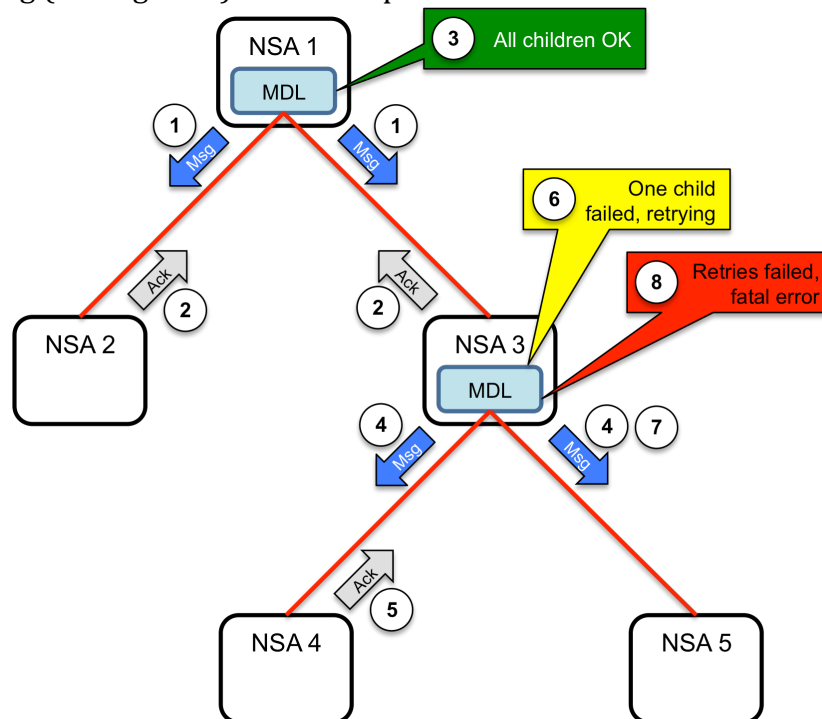 NSA 1
3
All children OK
MDL
1
1
Msg
Msg
6
One child
failed, retrying
Ack
2
Ack
2
8
Retries failed,
fatal error
NSA 2
NSA 3
MDL
4
Msg
4
7
Msg
Ack
5
NSA 4
NSA 5